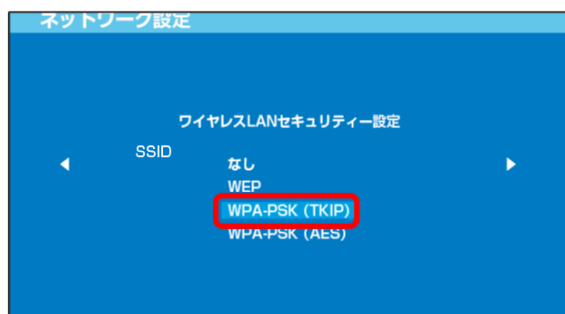 ネットワーク設定
ワイヤレスLANセキュリティー設定
SSID
なし
WEP
WPA-PSK (TKIP)
WPA-PSK (AES)